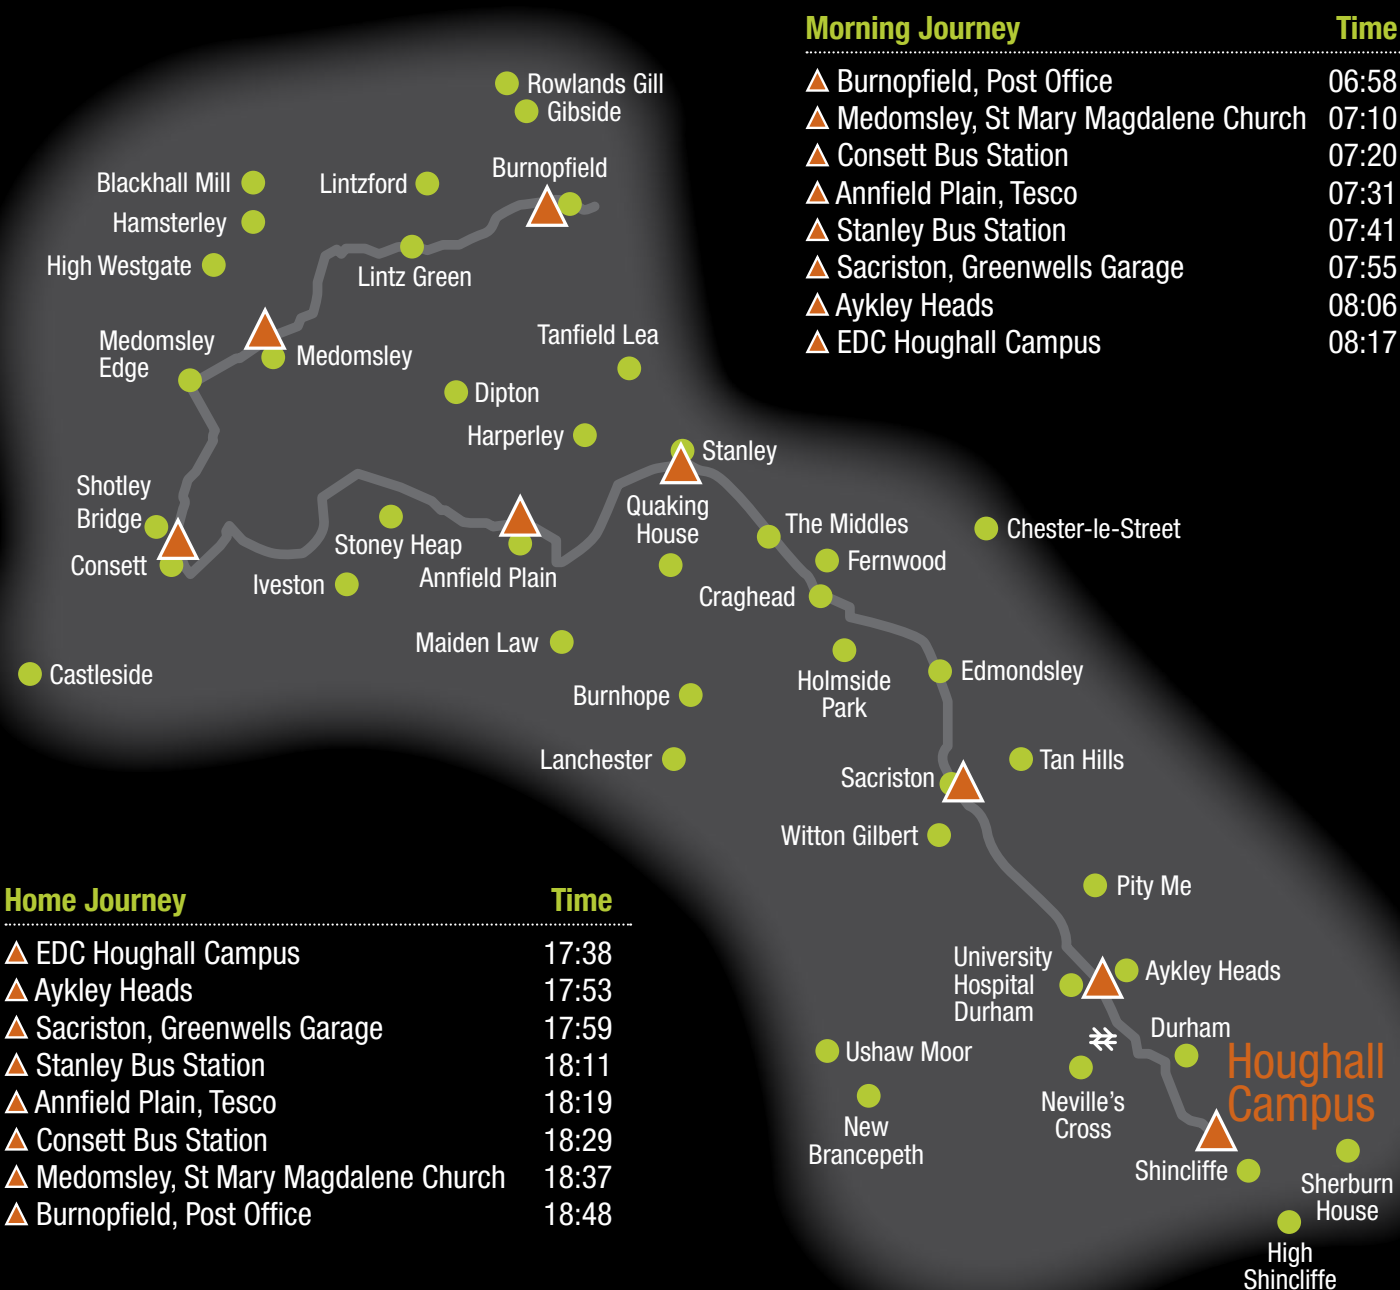 Morning Journey Time
Burnopfield, Post Office 06:58
Medomsley, St Mary Magdalene Church 07:10
Consett Bus Station 07:20
Annfield Plain, Tesco 07:31
Stanley Bus Station 07:41
Sacriston, Greenwells Garage 07:55
Aykley Heads 08:06
EDC Houghall Campus 08:17
Rowlands Gill
Gibside
Burnopfield
Blackhall Mill
Lintzford
Hamsterley
High Westgate
Lintz Green
Medomsley
Edge
Medomsley
Tanfield Lea
Dipton
Harperley
Stanley
Shotley
Bridge
Consett
Stoney Heap
Iveston
Annfield Plain
Quaking
House
The Middles
Fernwood
Chester-le-Street
Craghead
Maiden Law
Castleside
Burnhope
Holmside
Park
Edmondsley
Lanchester
Sacriston
Tan Hills
Witton Gilbert
Pity Me
University
Hospital
Durham
Aykley Heads
Durham
Houghall
Campus
Ushaw Moor
New
Brancepeth
Neville’s
Cross
Shincliffe
Sherburn
House
High
Shincliffe
Home Journey Time
EDC Houghall Campus 17:38
Aykley Heads 17:53
Sacriston, Greenwells Garage 17:59
Stanley Bus Station 18:11
Annfield Plain, Tesco 18:19
Consett Bus Station 18:29
Medomsley, St Mary Magdalene Church 18:37
Burnopfield, Post Office 18:48